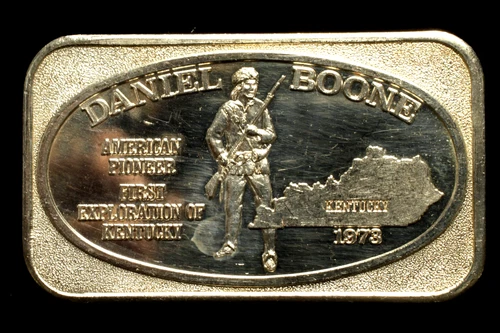 DANIEL BOONE
AMERICAN
PIONEER
FIRST
EXPLORATION OF
KENTUCKY
KENTUCKY
1973